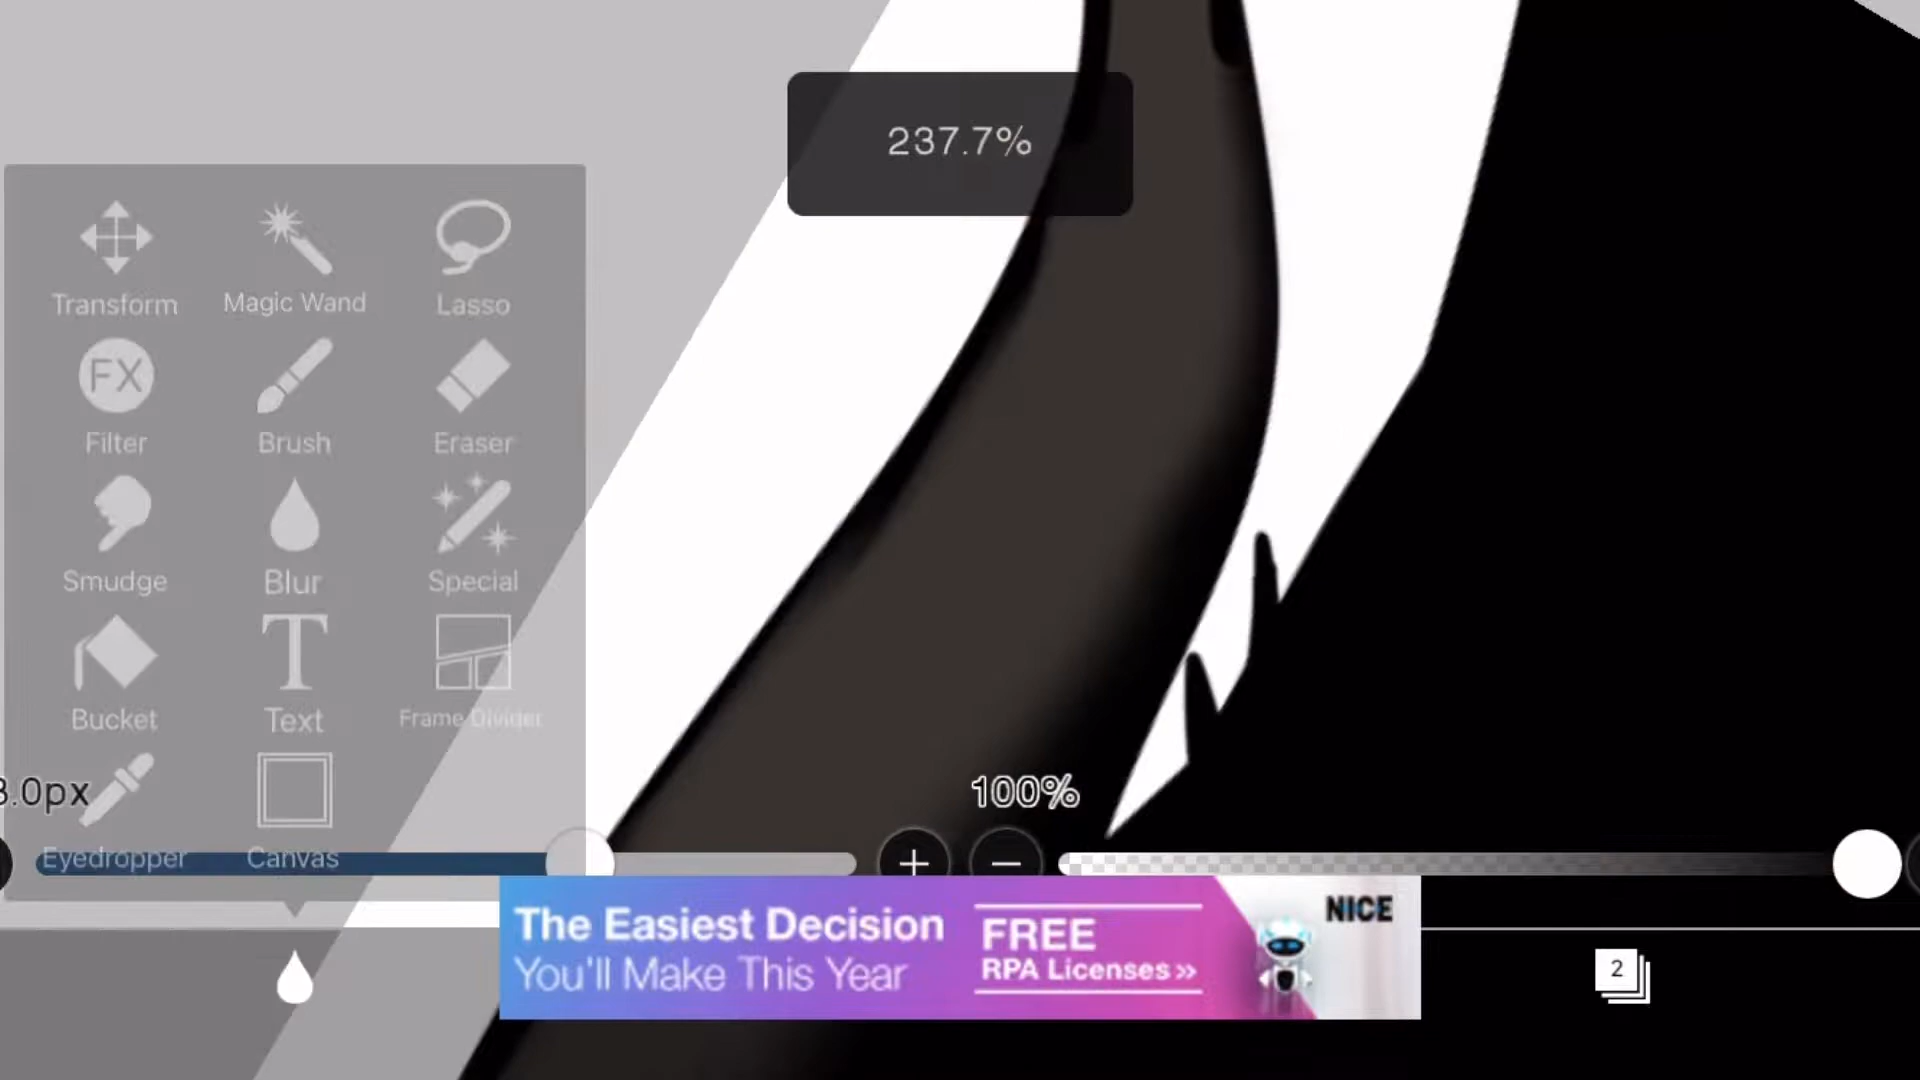 237.7%
Transform Magic Wand Lasso
FX
Filter Brush Eraser
Smudge Blur Special
T
Bucket Text Frame Divider
3.0px
100%
Eyedropper Canvas
The Easiest Decision
You'll Make This Year
FREE
RPA Licenses »
NICE
2